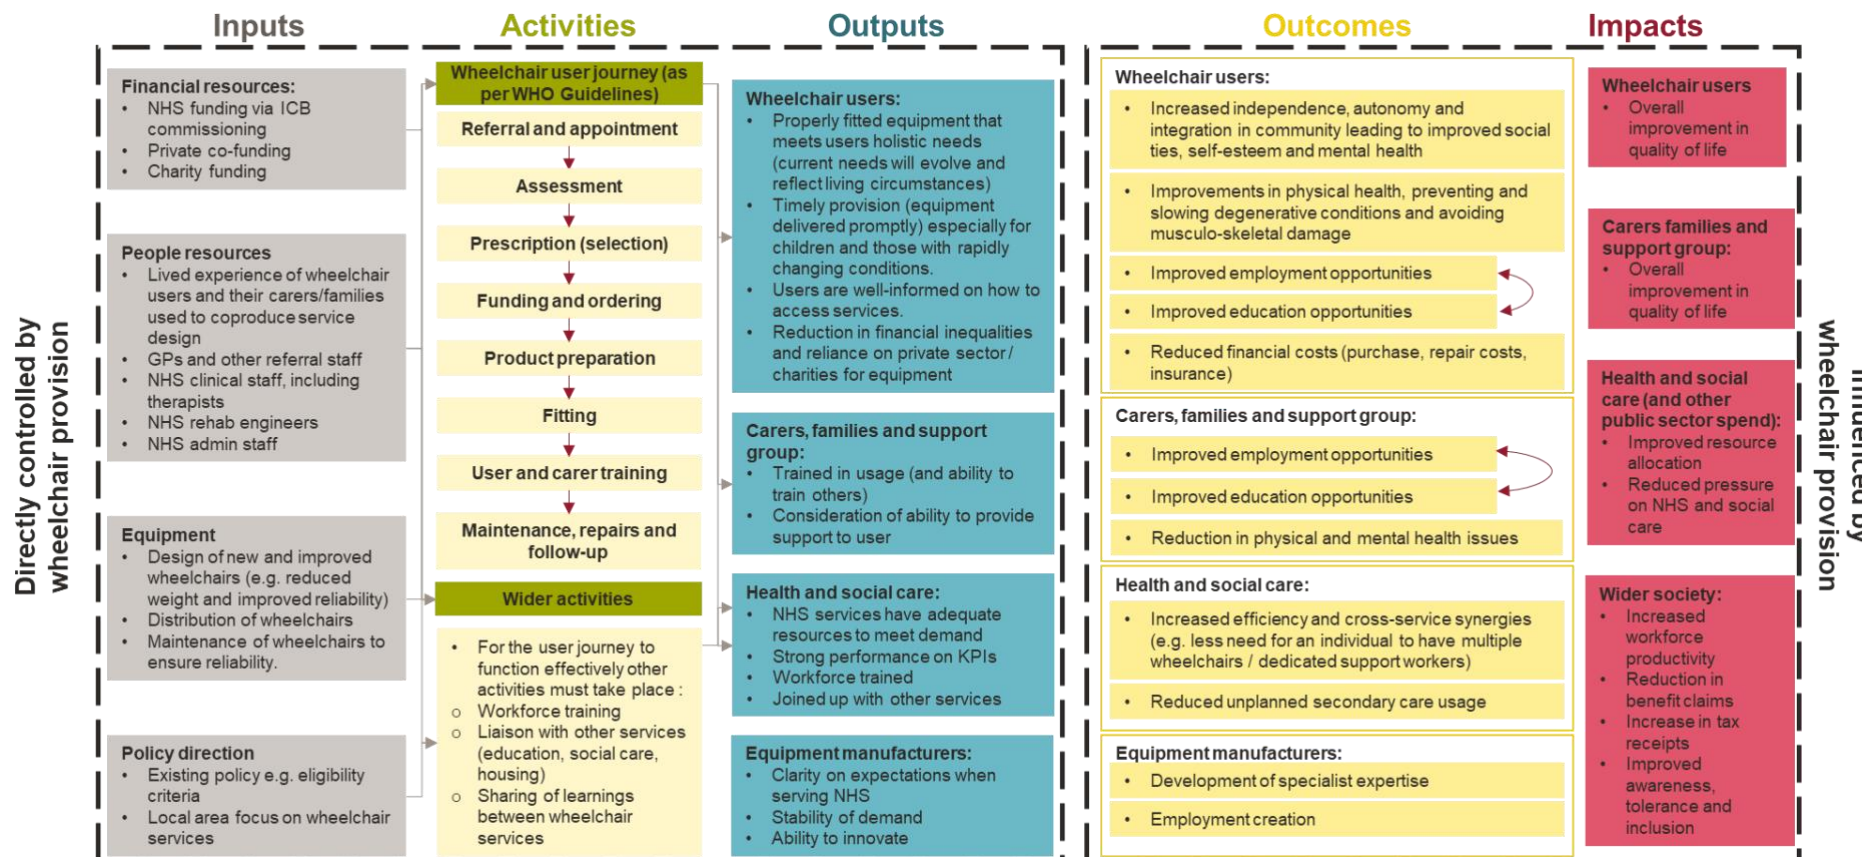 Inputs
Activities
Outputs
Outcomes
Impacts
Directly controlled by
wheelchair provision
Financial resources:
• NHS funding via ICB
commissioning
• Private co-funding
• Charity funding
People resources
• Lived experience of wheelchair
users and their carers/families
used to coproduce service
design
• GPs and other referral staff
• NHS clinical staff, including
therapists
• NHS rehab engineers
• NHS admin staff
Equipment
• Design of new and improved
wheelchairs (e.g. reduced
weight and improved reliability)
• Distribution of wheelchairs
• Maintenance of wheelchairs to
ensure reliability.
Policy direction
• Existing policy e.g. eligibility
criteria
• Local area focus on wheelchair
services
Wheelchair user journey (as
per WHO Guidelines)
Referral and appointment
Assessment
Prescription (selection)
Funding and ordering
Product preparation
Fitting
User and carer training
Maintenance, repairs and
follow-up
Wider activities
• For the user journey to
function effectively other
activities must take place :
o Workforce training
o Liaison with other services
(education, social care,
housing)
o Sharing of learnings
between wheelchair
services
Wheelchair users:
• Properly fitted equipment that
meets users holistic needs
(current needs will evolve and
reflect living circumstances)
• Timely provision (equipment
delivered promptly) especially for
children and those with rapidly
changing conditions.
• Users are well-informed on how to
access services.
• Reduction in financial inequalities
and reliance on private sector /
charities for equipment
Carers, families and support
group:
• Trained in usage (and ability to
train others)
• Consideration of ability to provide
support to user
Health and social care:
• NHS services have adequate
resources to meet demand
• Strong performance on KPIs
• Workforce trained
• Joined up with other services
Equipment manufacturers:
• Clarity on expectations when
serving NHS
• Stability of demand
• Ability to innovate
Wheelchair users:
• Increased independence, autonomy and
integration in community leading to improved social
ties, self-esteem and mental health
• Improvements in physical health, preventing and
slowing degenerative conditions and avoiding
musculo-skeletal damage
• Improved employment opportunities
• Improved education opportunities
• Reduced financial costs (purchase, repair costs,
insurance)
Carers, families and support group:
• Improved employment opportunities
• Improved education opportunities
• Reduction in physical and mental health issues
Health and social care:
• Increased efficiency and cross-service synergies
(e.g. less need for an individual to have multiple
wheelchairs / dedicated support workers)
• Reduced unplanned secondary care usage
Equipment manufacturers:
• Development of specialist expertise
• Employment creation
Wheelchair users
• Overall
improvement in
quality of life
Carers families and
support group:
• Overall
improvement in
quality of life
Health and social
care (and other
public sector spend):
• Improved resource
allocation
• Reduced pressure
on NHS and social
care
Wider society:
• Increased
workforce
productivity
• Reduction in
benefit claims
• Increase in tax
receipts
• Improved
awareness,
tolerance and
inclusion
Influenced by
wheelchair provision